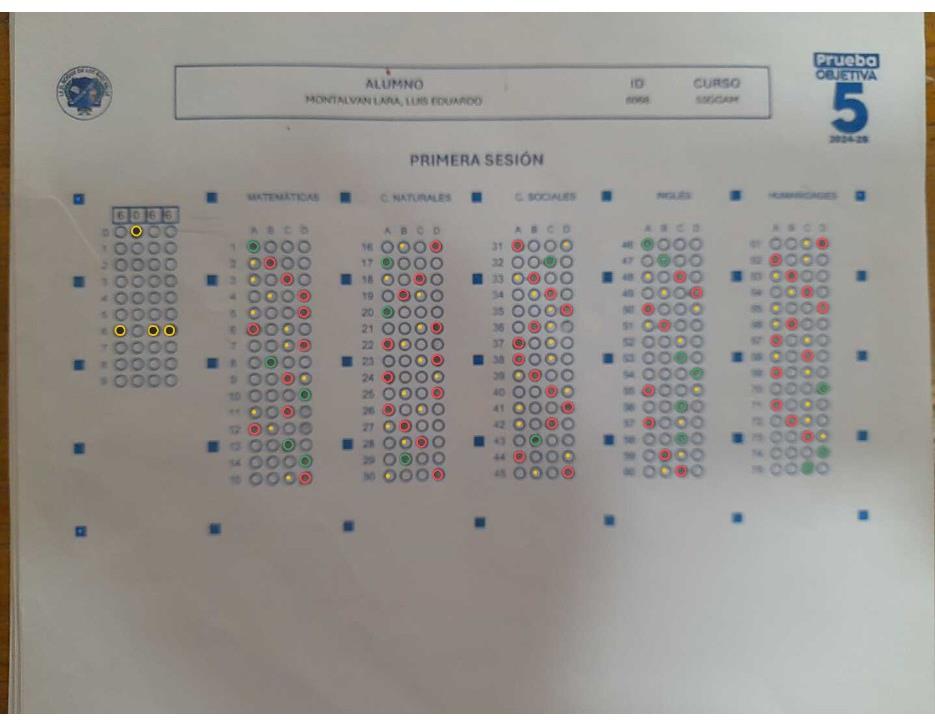 Prueba
OBJETIVA
5
2024-25
ALUMNO ID CURSO
MONTALVAN LARA, LUIS EDUARDO
PRIMERA SESIÓN
MATEMÁTICAS C. NATURALES C. SOCIALES INGLÉS HUMANIDADES
6 0 6 6
A B C D A B C D A B C D A B C D A B C D
0
1 16 31 46 61
1
2 17 32 47 62
2
3 18 33 48 63
3
4 19 34 49 64
4
5 20 35 50 65
5
6 21 36 51 66
6
7 22 37 52 67
7
8 23 38 53 68
8
9 24 39 54 69
9
10 25 40 55 70
11 26 41 56 71
12 27 42 57 72
13 28 43 58 73
14 29 44 59 74
15 30 45 60 75